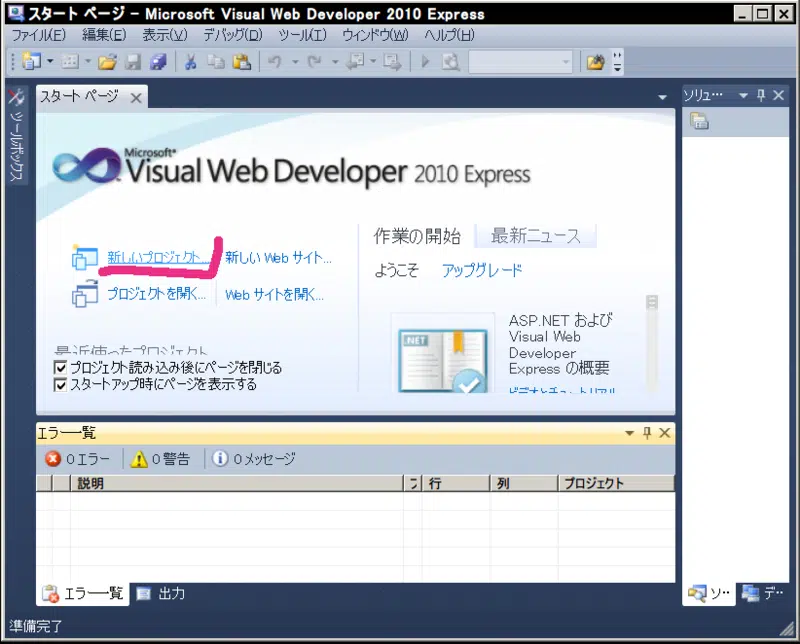 スタート ページ - Microsoft Visual Web Developer 2010 Express
ファイル(F) 編集(E) 表示(V) デバッグ(D) ツール(T) ウィンドウ(W) ヘルプ(H)
ツールボックス
スタート ページ
ソリュ…
Microsoft®
Visual Web Developer 2010 Express
新しいプロジェクト... 新しい Web サイト...
プロジェクトを開く... Web サイトを開く...
最近使ったプロジェクト
プロジェクト読み込み後にページを閉じる
スタートアップ時にページを表示する
作業の開始 最新ニュース
ようこそ アップグレード
.NET
ASP.NET および
Visual Web
Developer
Express の概要
ビデオとチュートリアル
エラー一覧
0 エラー 0 警告 0 メッセージ
説明 行 列 プロジェクト
エラー一覧 出力
ソ… デ…
準備完了